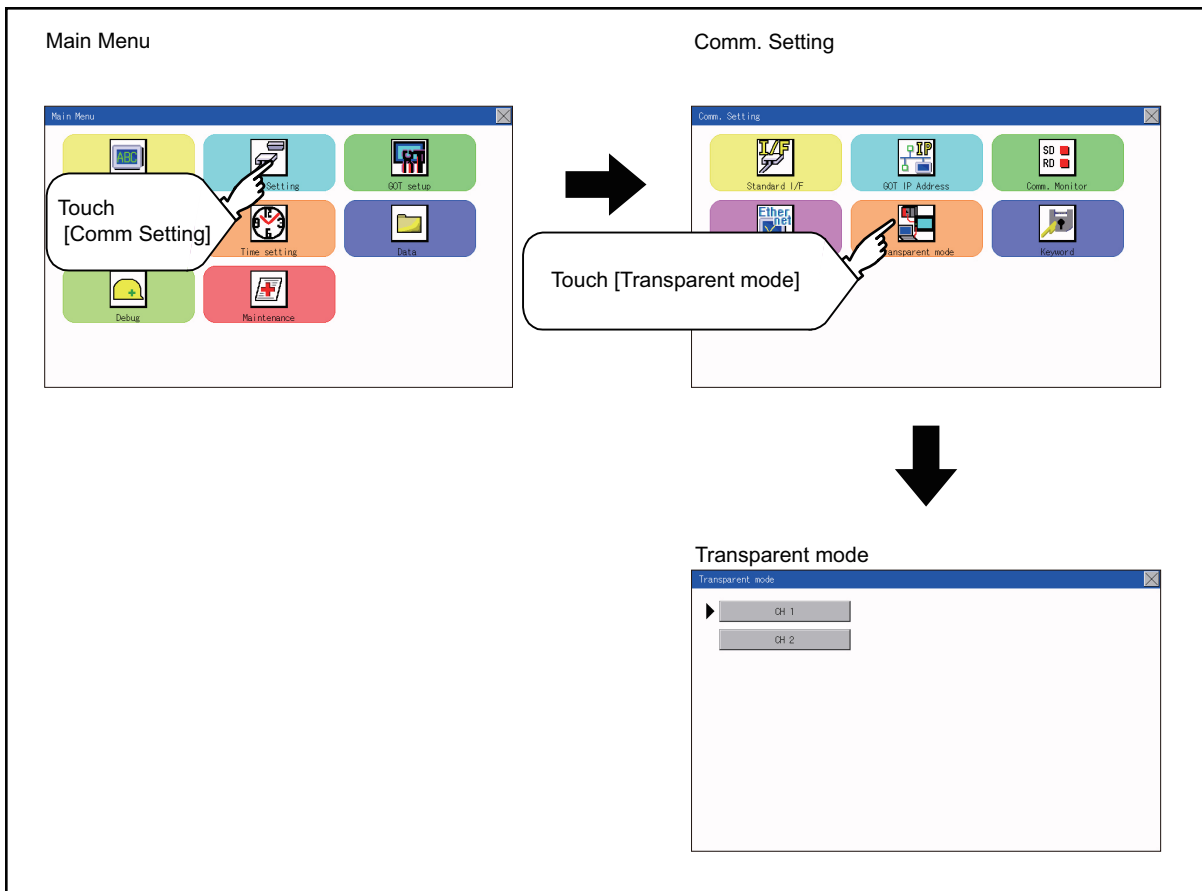 Main Menu
Comm. Setting
Main Menu
Comm. Setting
ABC
Setting
GOT setup
I/F
Standard I/F
IP
GOT IP Address
SD
RD
Comm. Monitor
Touch
[Comm Setting]
Time setting
Data
Ether
net
Transparent mode
Keyword
Touch [Transparent mode]
Debug
Maintenance
Transparent mode
Transparent mode
CH 1
CH 2